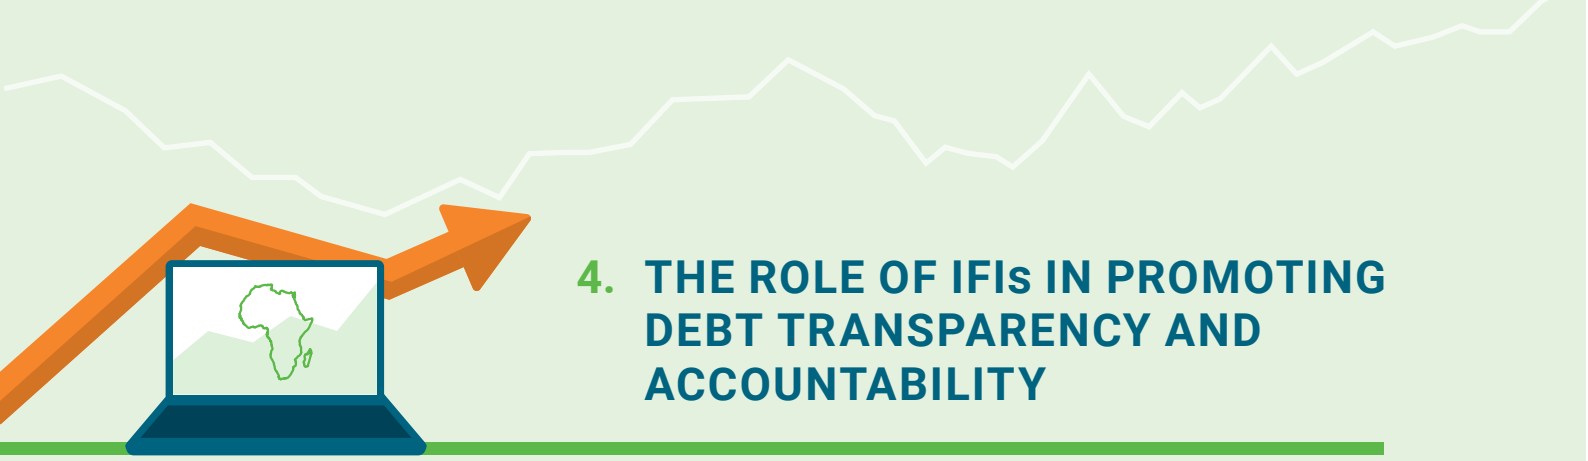 4. THE ROLE OF IFIs IN PROMOTING
DEBT TRANSPARENCY AND
ACCOUNTABILITY